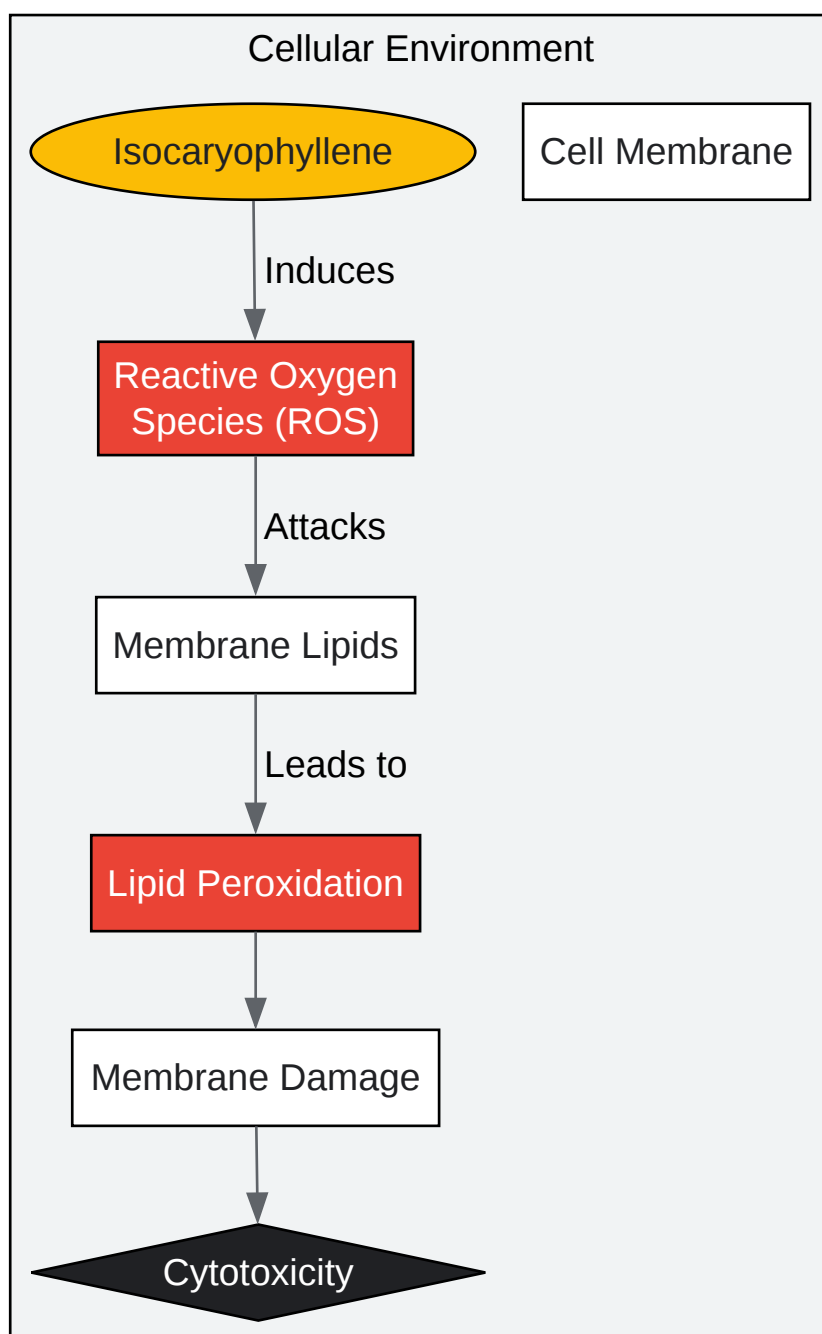 Cellular Environment
Isocaryophyllene
Cell Membrane
Induces
Reactive Oxygen
Species (ROS)
Attacks
Membrane Lipids
Leads to
Lipid Peroxidation
Membrane Damage
Cytotoxicity